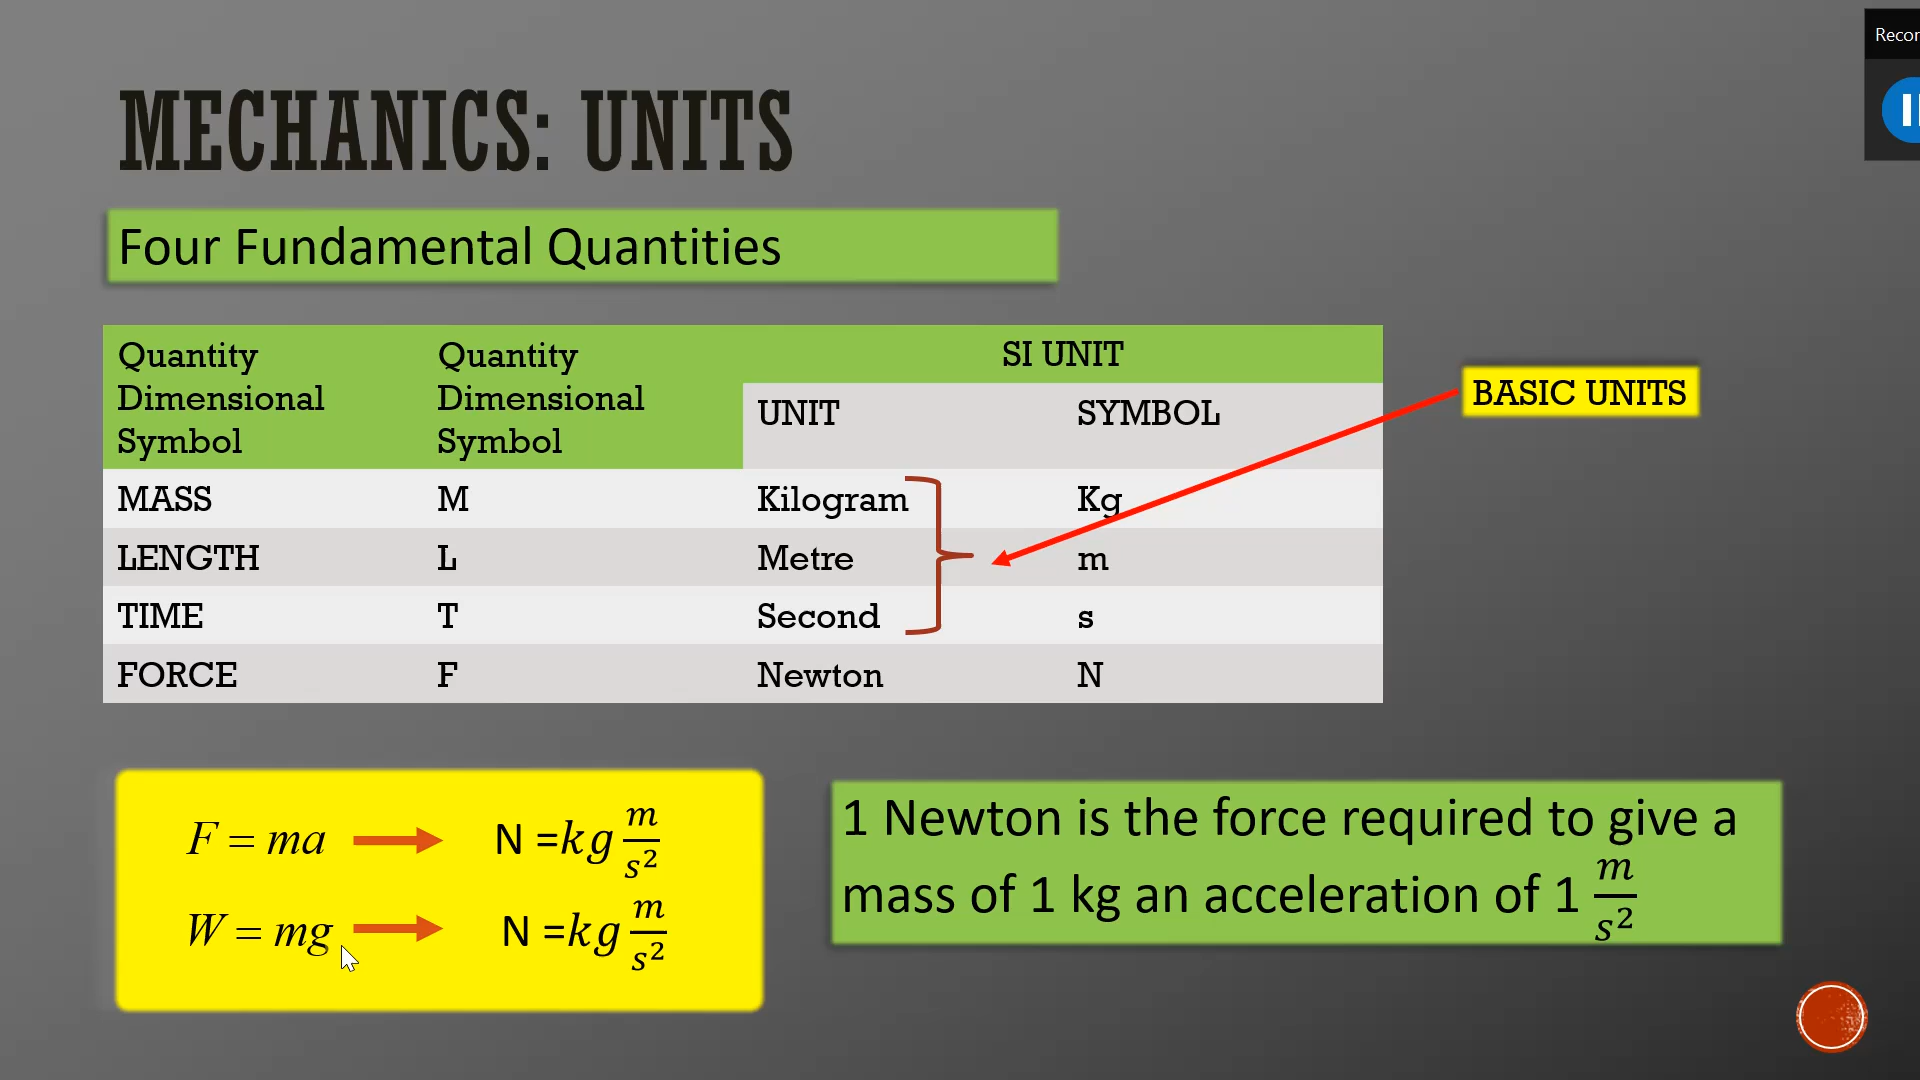 Recor
MECHANICS: UNITS
Four Fundamental Quantities
Quantity Dimensional Symbol Quantity Dimensional Symbol SI UNIT
UNIT SYMBOL
BASIC UNITS
MASS M Kilogram Kg
LENGTH L Metre m
TIME T Second s
FORCE F Newton N
F = ma N =kg m/s²
W = mg N =kg m/s²
1 Newton is the force required to give a
mass of 1 kg an acceleration of 1 m/s²